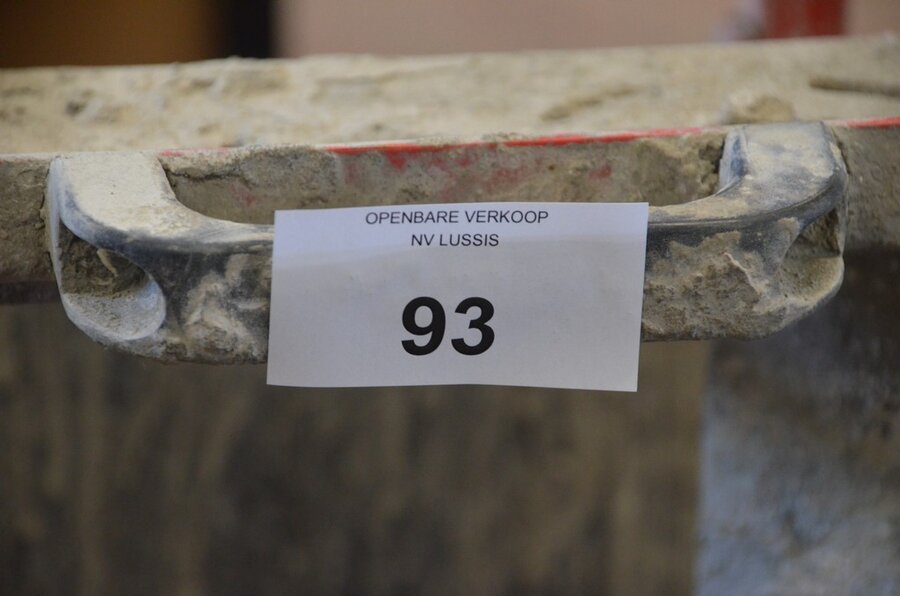 OPENBARE VERKOOP
NV LUSSIS
93